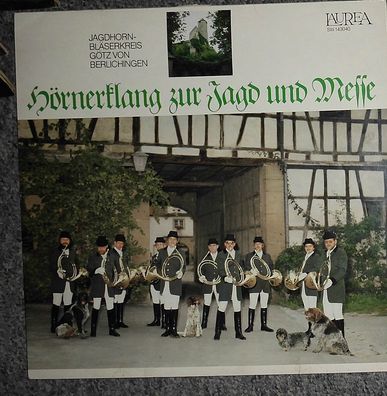 JAGDHORN-
BLÄSERKREIS
GÖTZ VON
BERLICHINGEN
LAUREA
Hörnerklang zur Jagd und Messe